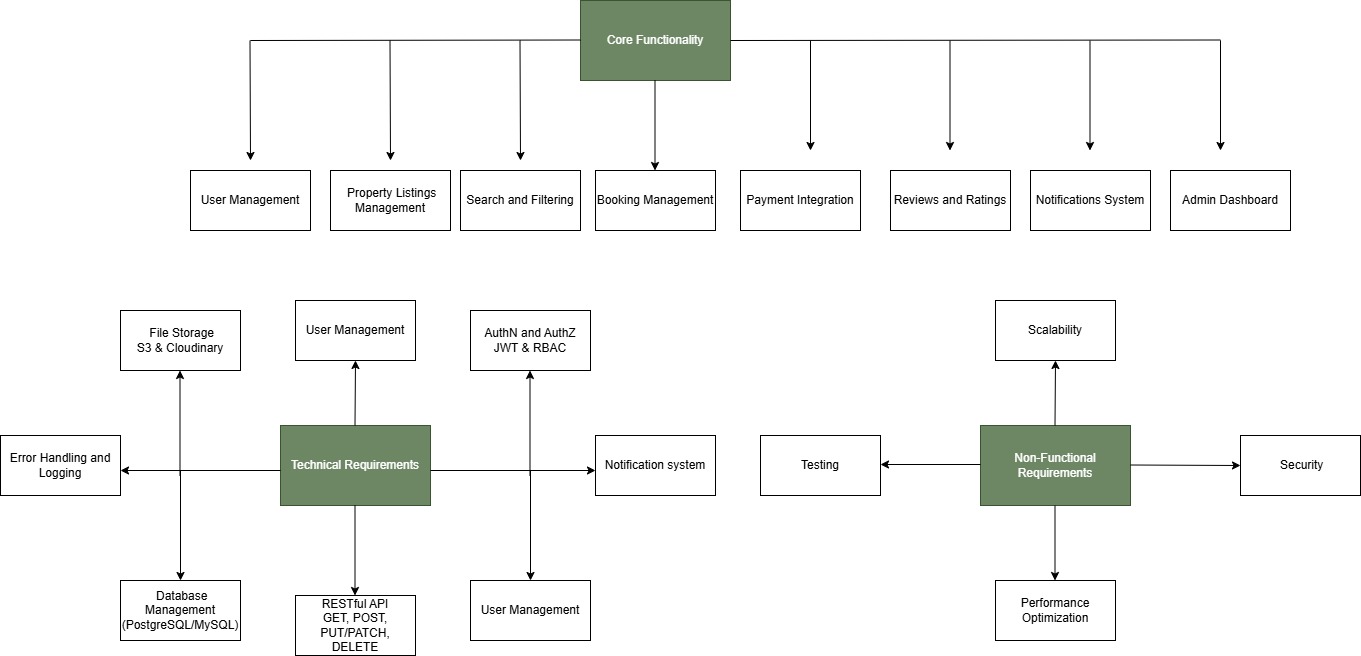 Core Functionality
User Management
Property Listings
Management
Search and Filtering
Booking Management
Payment Integration
Reviews and Ratings
Notifications System
Admin Dashboard
File Storage
S3 & Cloudinary
User Management
AuthN and AuthZ
JWT & RBAC
Error Handling and
Logging
Technical Requirements
Notification system
Database
Management
(PostgreSQL/MySQL)
RESTful API
GET, POST,
PUT/PATCH,
DELETE
User Management
Scalability
Testing
Non-Functional
Requirements
Security
Performance
Optimization